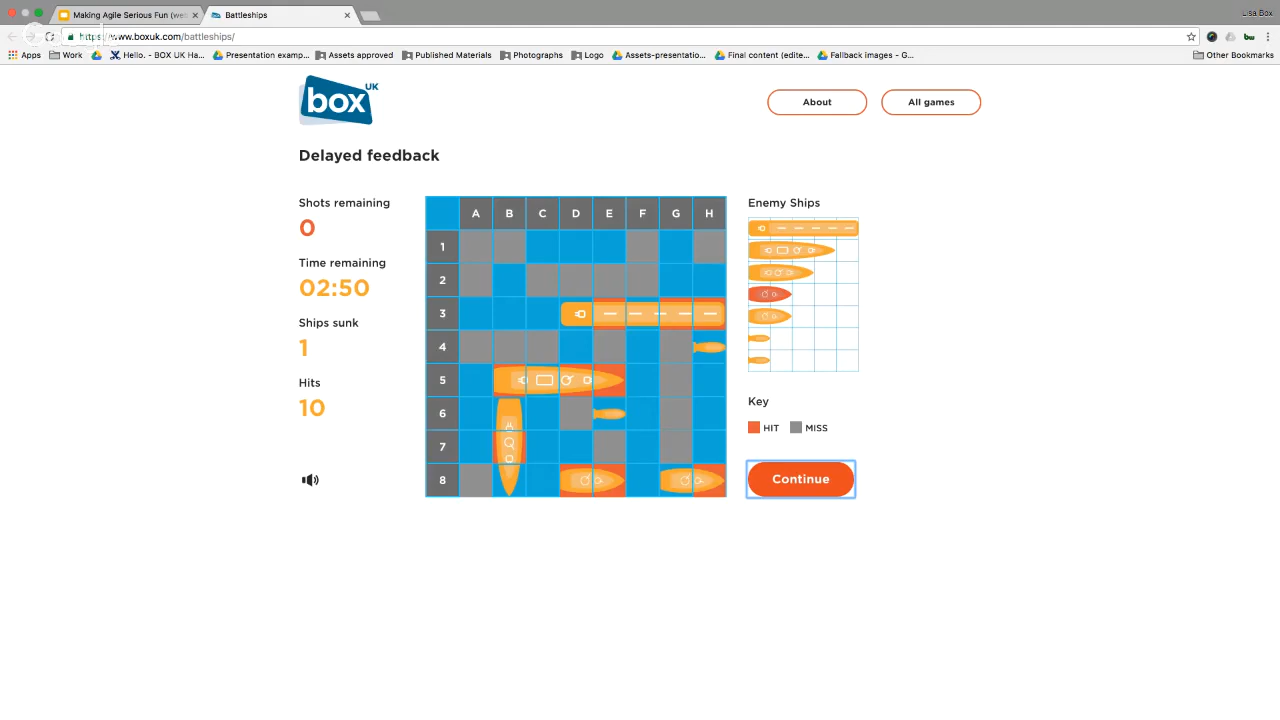 Making Agile Serious Fun (we
Battleships
Lisa Box
https://www.boxuk.com/battleships/
Apps
Work
Hello. - BOX UK Ha...
Presentation examp...
Assets approved
Published Materials
Photographs
Logo
Assets-presentatio...
Final content (edite...
Fallback images - G...
Other Bookmarks
box UK
About
All games
Delayed feedback
Shots remaining
0
Time remaining
02:50
Ships sunk
1
Hits
10
A B C D E F G H
1
2
3
4
5
6
7
8
Enemy Ships
Key
HIT MISS
Continue